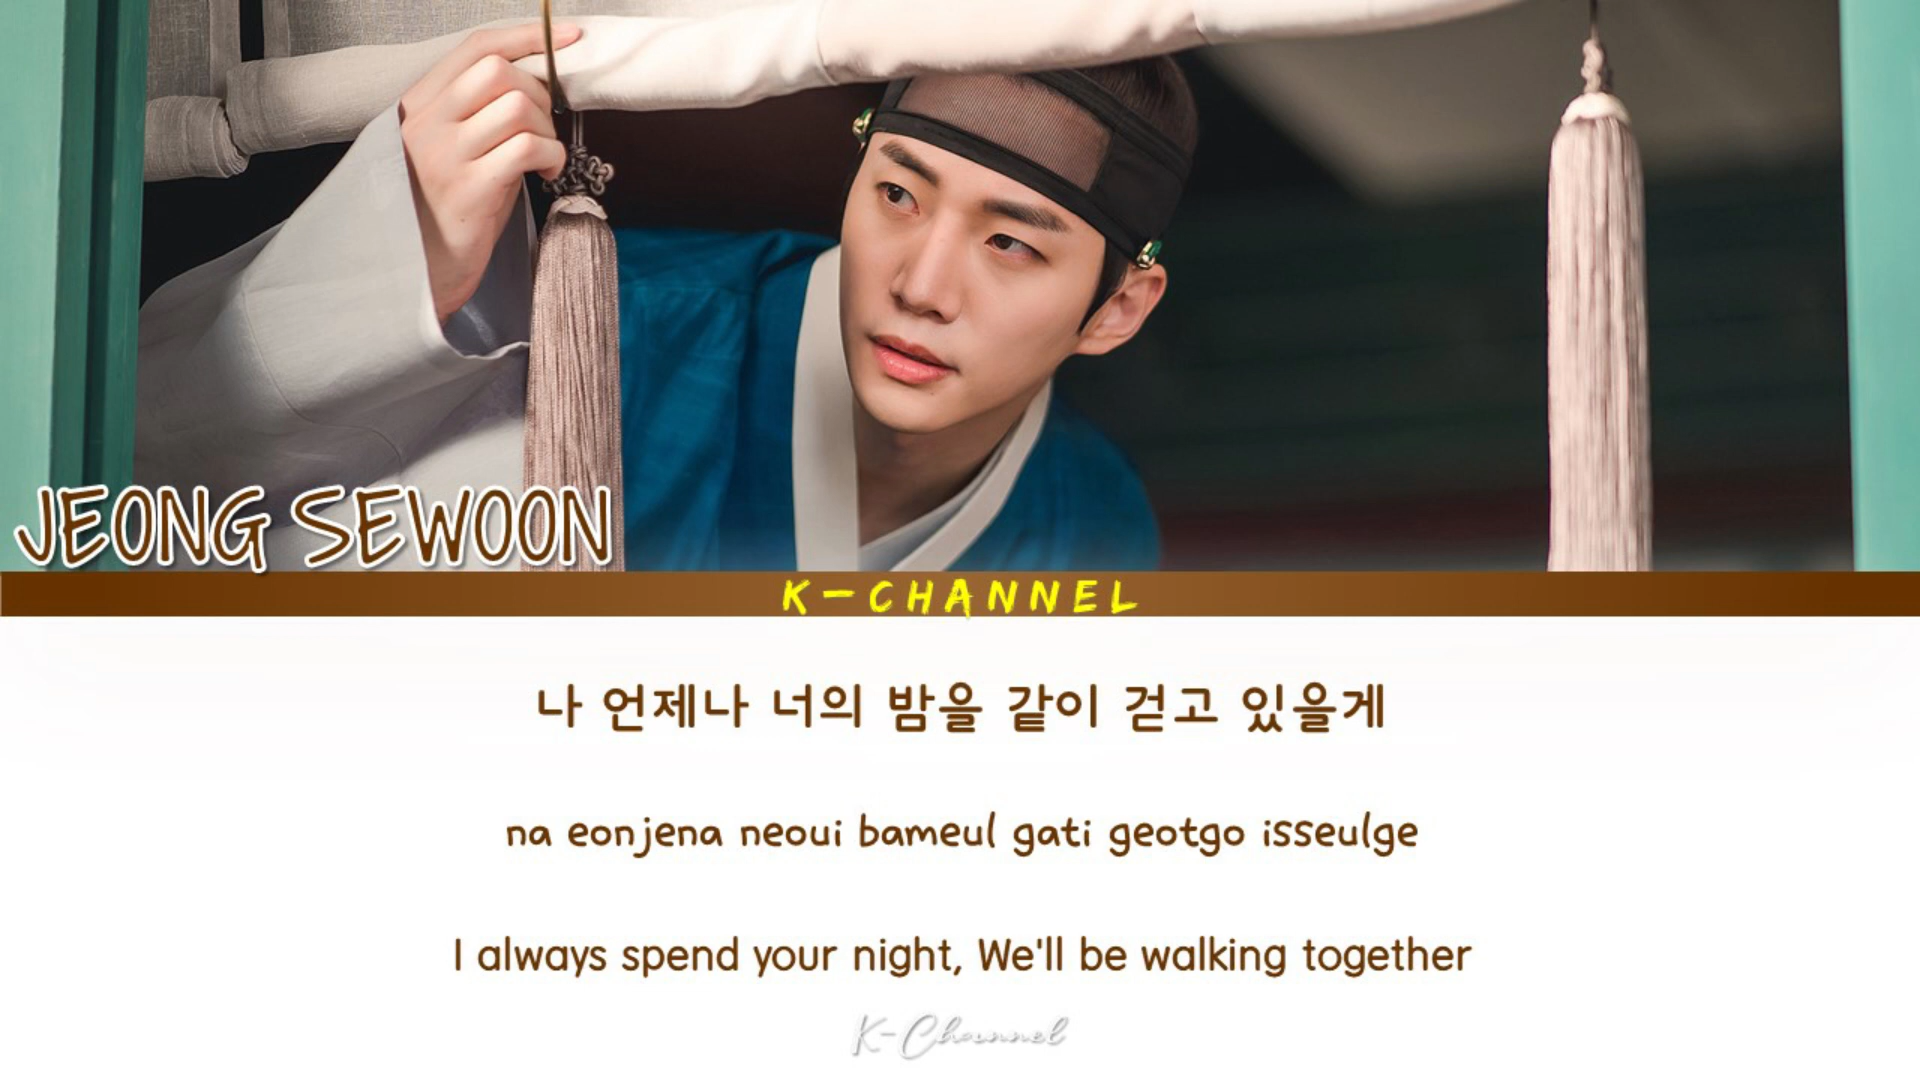 JEONG SEWOON
K-CHANNEL
나 언제나 너의 밤을 같이 걷고 있을게
na eonjena neoui bameul gati geotgo isseulge
I always spend your night, We'll be walking together
K-Channel